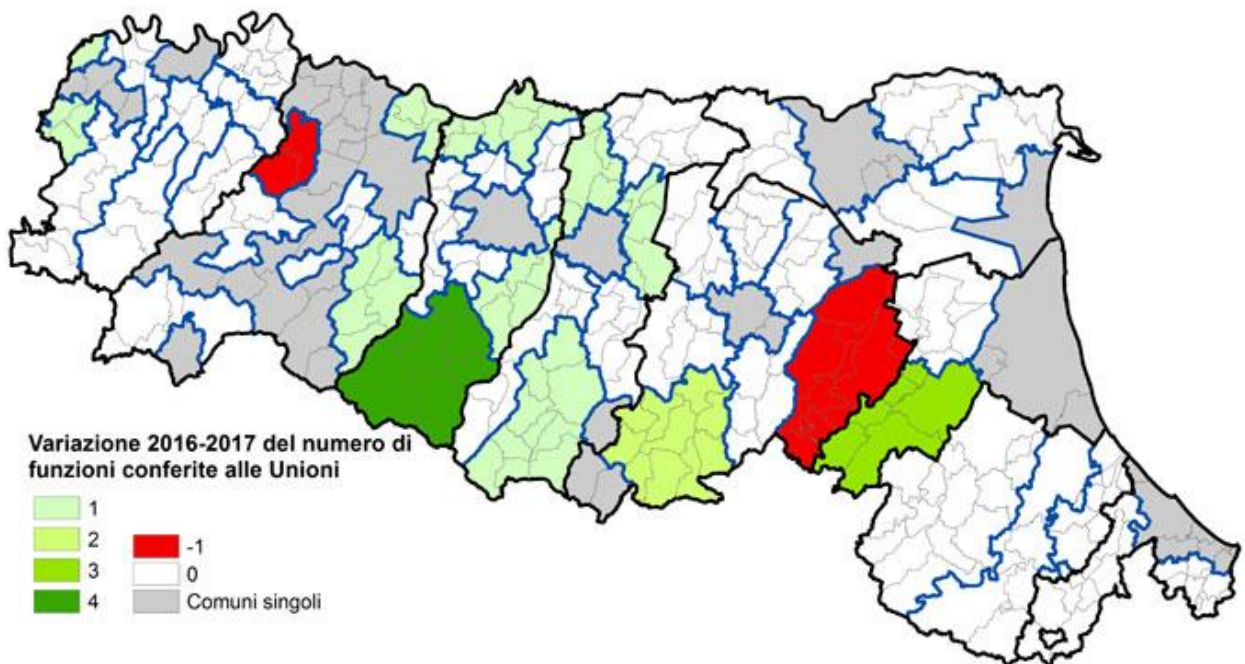 Variazione 2016-2017 del numero di
funzioni conferite alle Unioni
1
2
3
4
-1
0
Comuni singoli